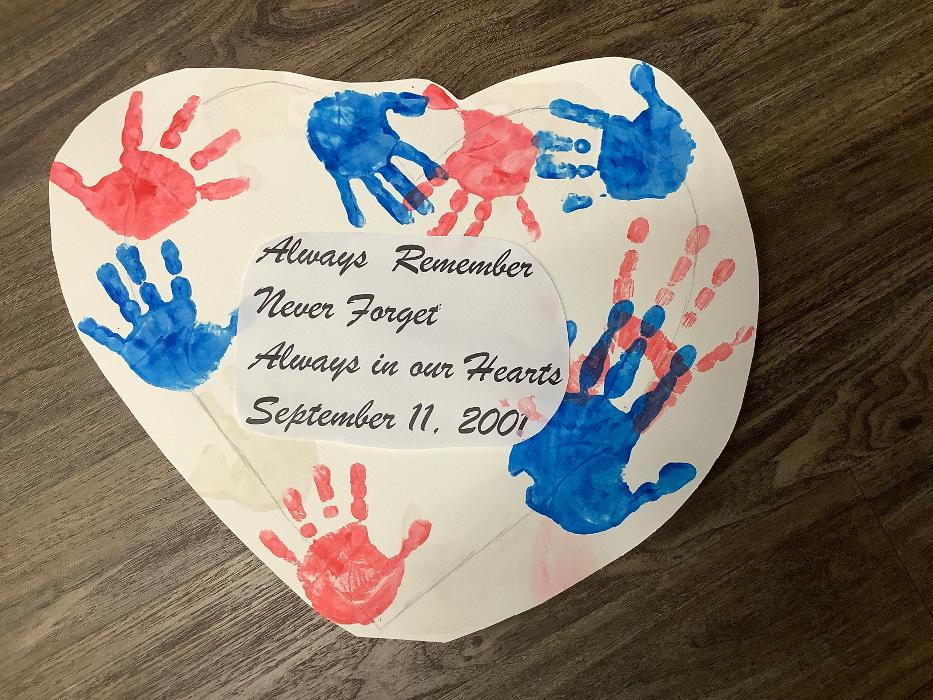 Always Remember
Never Forget
Always in our Hearts
September 11, 2001